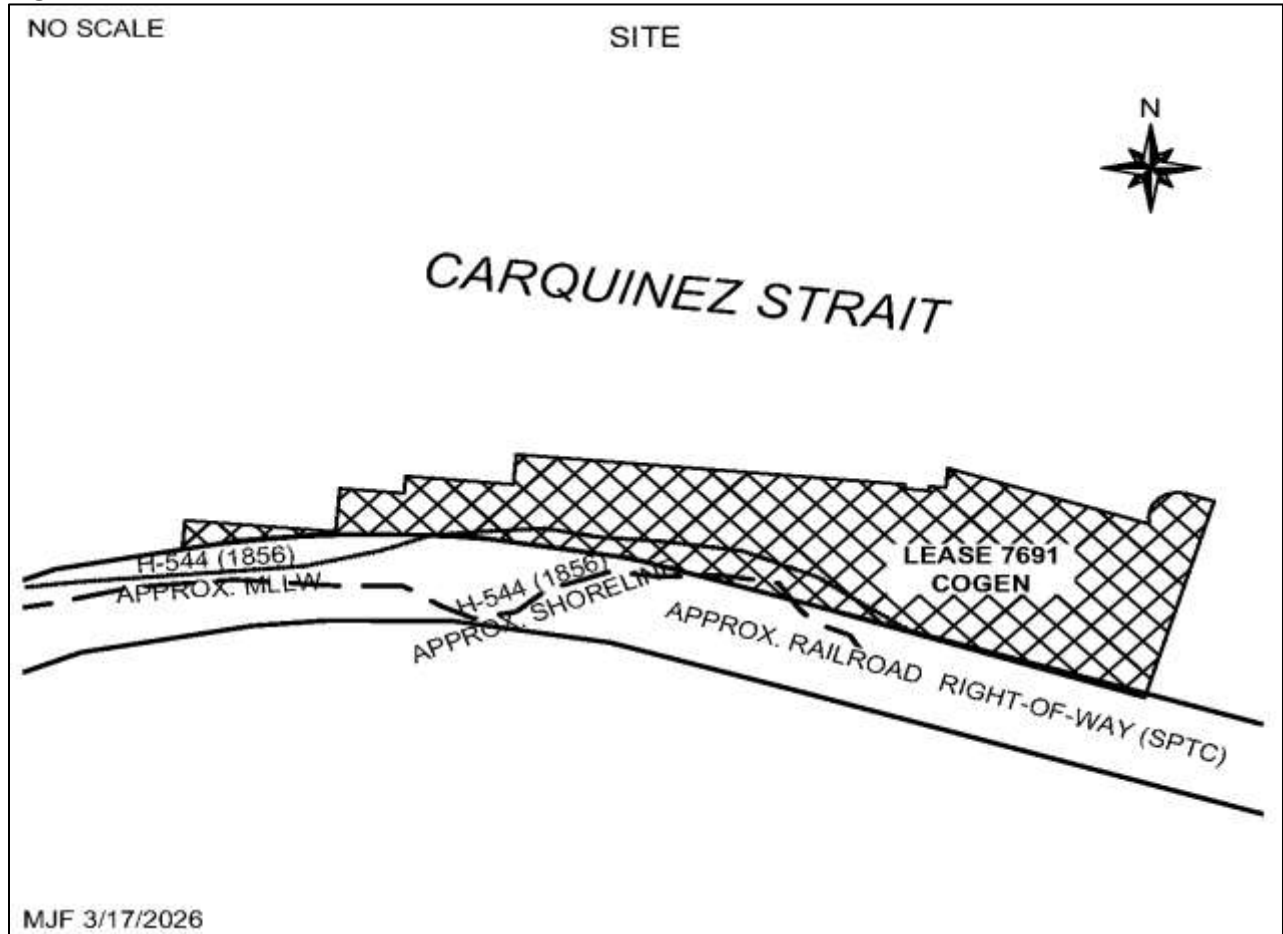 NO SCALE
SITE
N
CARQUINEZ STRAIT
LEASE 7691
COGEN
H-544 (1856)
APPROX. MLLW
H-544 (1856)
APPROX. SHORELINE
APPROX. RAILROAD RIGHT-OF-WAY (SPTC)
MJF 3/17/2026